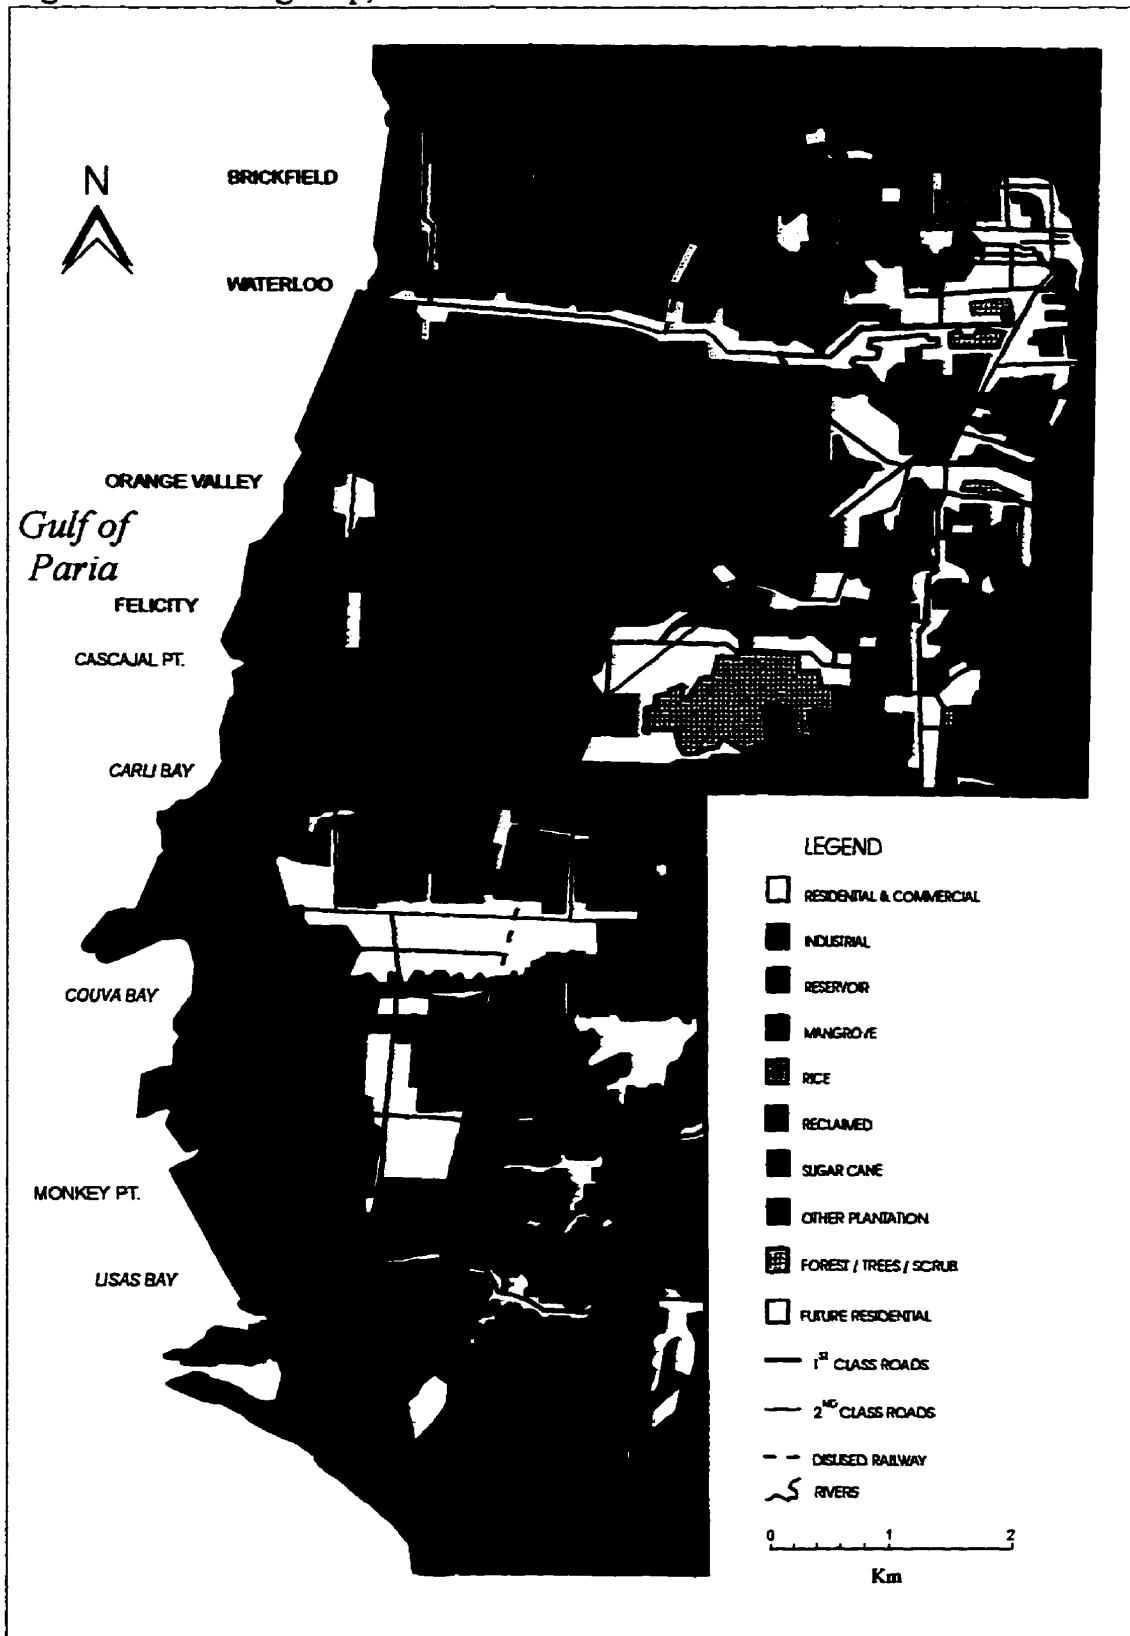 N
BRICKFIELD
WATERLOO
ORANGE VALLEY
Gulf of
Paria
FELICITY
CASCAJAL PT.
CARLI BAY
COUVA BAY
MONKEY PT.
LISAS BAY
LEGEND
RESIDENTIAL & COMMERCIAL
INDUSTRIAL
RESERVOIR
MANGROVE
RICE
RECLAIMED
SUGAR CANE
OTHER PLANTATION
FOREST / TREES / SCRUB
FUTURE RESIDENTIAL
1ST CLASS ROADS
2ND CLASS ROADS
DISUSED RAILWAY
RIVERS
0 1 2
Km